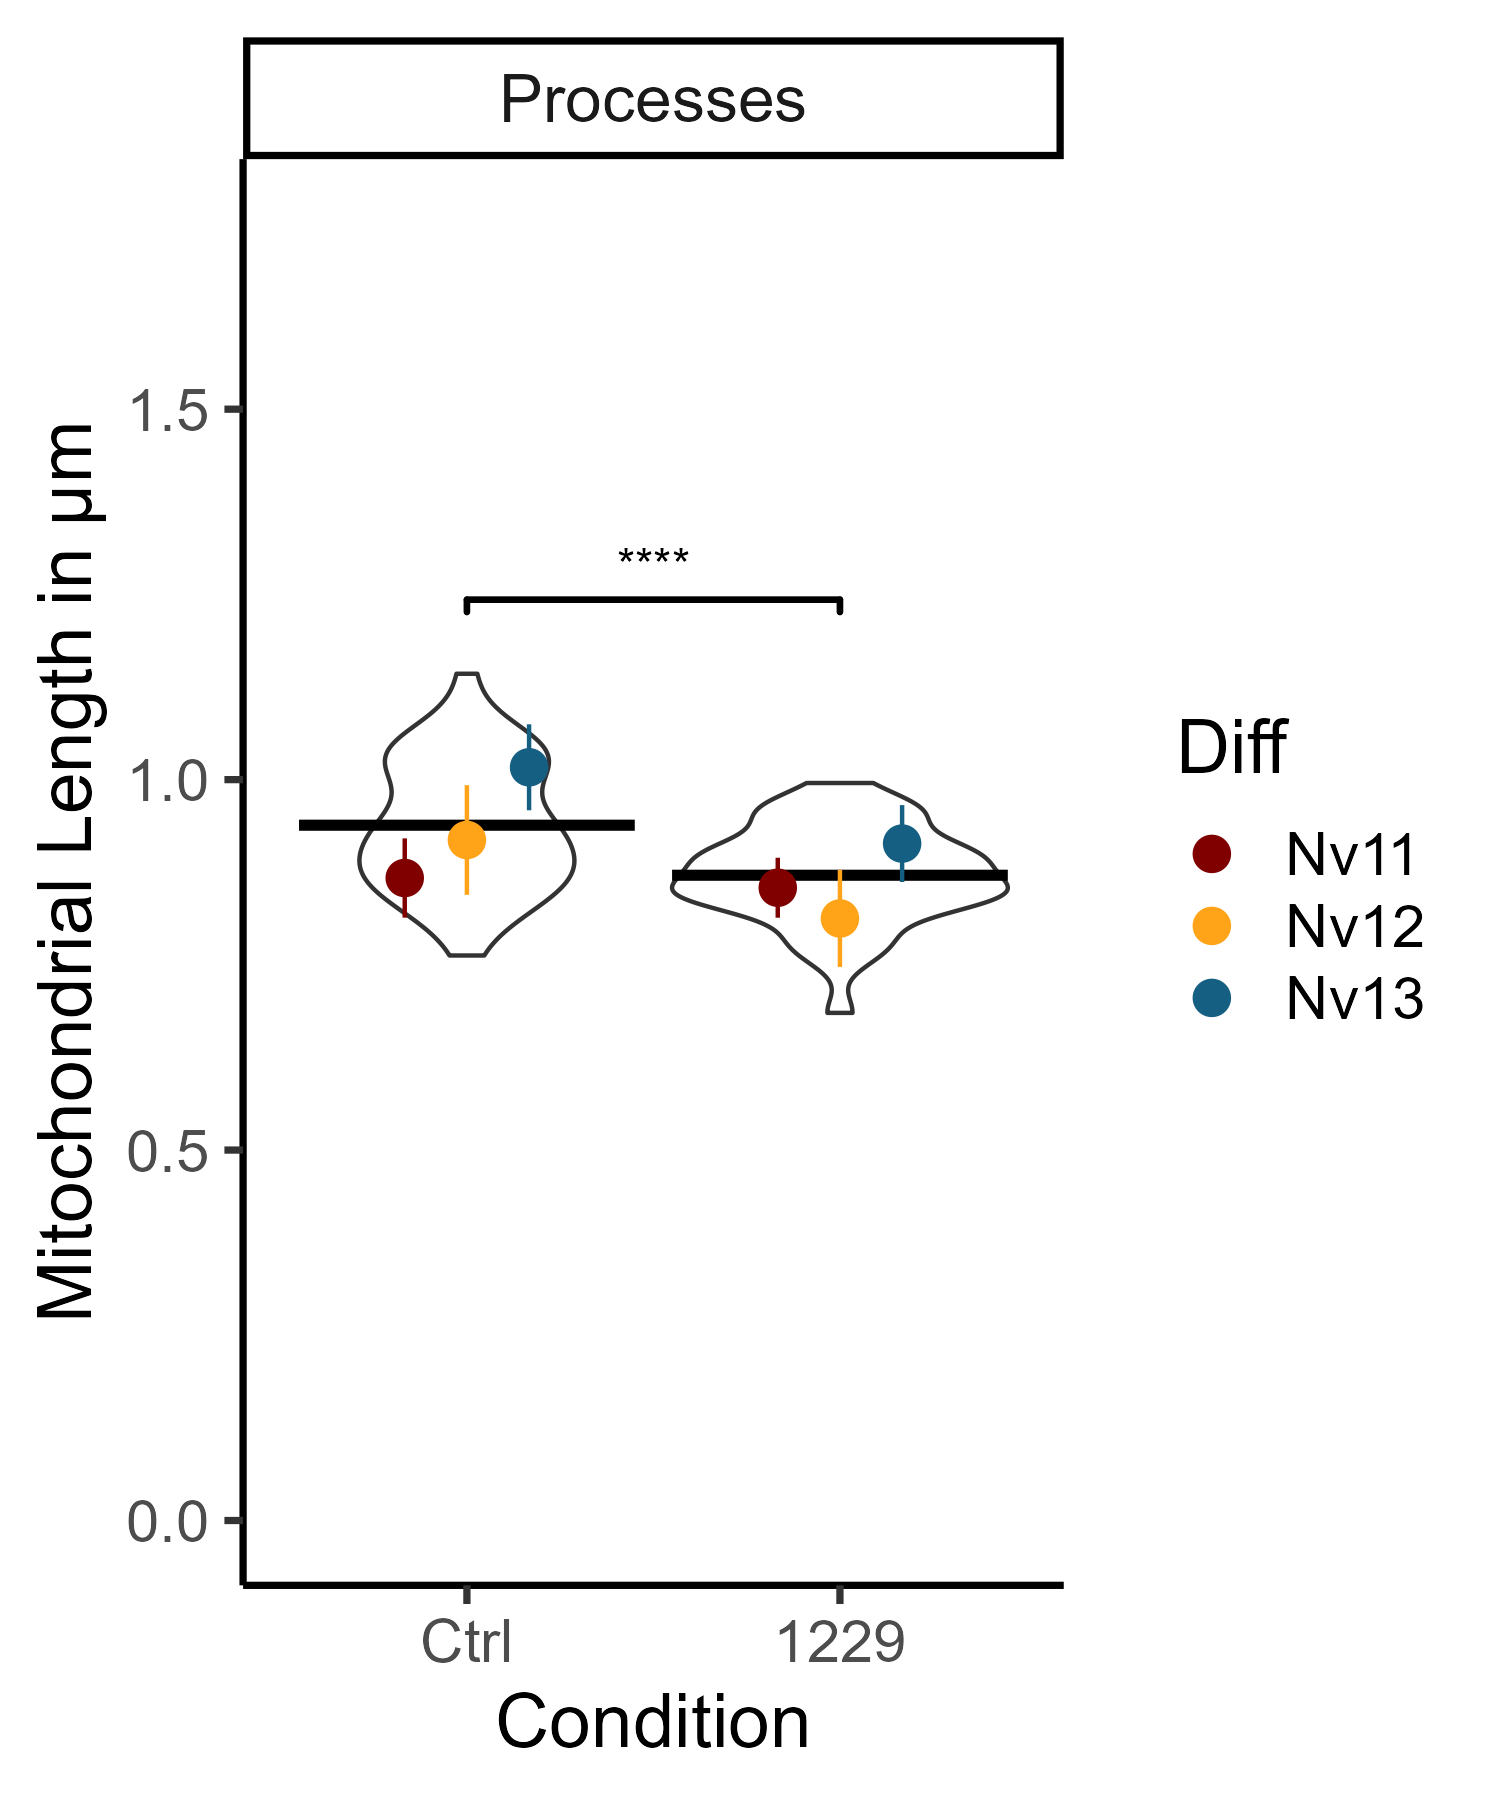 Processes
Mitochondrial Length in µm
1.5
1.0
0.5
0.0
****
Ctrl
1229
Condition
Diff
Nv11
Nv12
Nv13